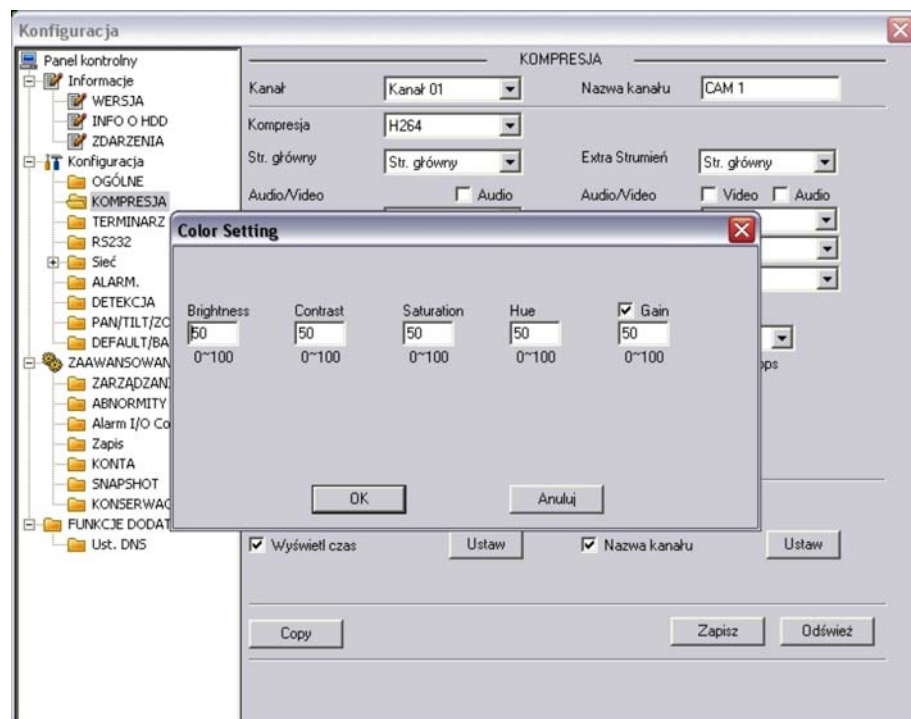 Konfiguracja
Panel kontrolny
Informacje
WERSJA
INFO O HDD
ZDARZENIA
Konfiguracja
OGÓLNE
KOMPRESJA
TERMINARZ
RS232
Sieć
ALARM.
DETEKCJA
PAN/TILT/ZO
DEFAULT/BA
ZAAWANSOWAN
ZARZĄDZAN
ABNORMITY
Alarm I/O Co
Zapis
KONTA
SNAPSHOT
KONSERWAC
FUNKCJE DODAT
Ust. DNS
KOMPRESJA
Kanał Kanał 01 Nazwa kanału CAM 1
Kompresja H264
Str. główny Str. główny Extra Strumień Str. główny
Audio/Video Audio Audio/Video Video Audio
Color Setting
Brightness Contrast Saturation Hue Gain
50 50 50 50 50
0~100 0~100 0~100 0~100 0~100
OK Anuluj
Wyświetl czas Ustaw Nazwa kanału Ustaw
Copy Zapisz Odśwież